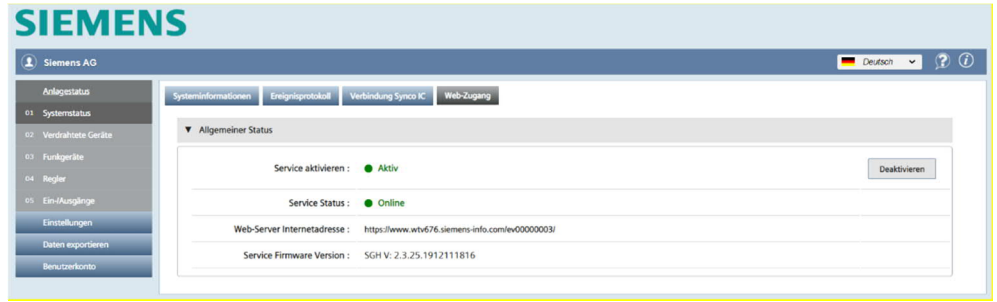 SIEMENS
Siemens AG
Deutsch
Anlagestatus
01 Systemstatus
02 Verdrahtete Geräte
03 Funkgeräte
04 Regler
05 Ein-/Ausgänge
Einstellungen
Daten exportieren
Benutzerkonto
Systeminformationen Ereignisprotokoll Verbindung Synco IC Web-Zugang
▼ Allgemeiner Status
Service aktivieren : Aktiv Deaktivieren
Service Status : Online
Web-Server Internetadresse : https://www.wtv676.siemens-info.com/ev00000003/
Service Firmware Version : SGH V: 2.3.25.1912111816